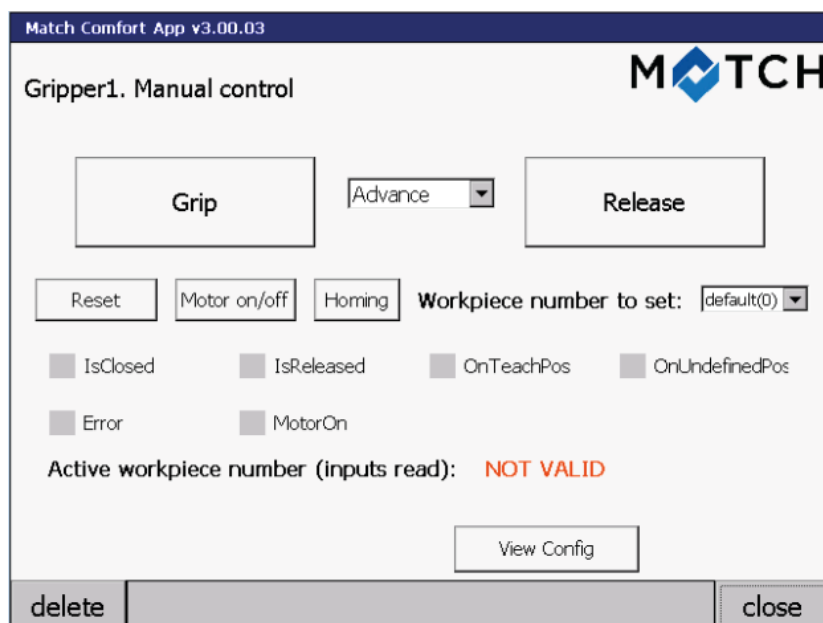 Match Comfort App v3.00.03
MATCH
Gripper1. Manual control
Grip
Advance
Release
Reset
Motor on/off
Homing
Workpiece number to set:
default(0)
IsClosed
IsReleased
OnTeachPos
OnUndefinedPos
Error
MotorOn
Active workpiece number (inputs read): NOT VALID
View Config
delete
close